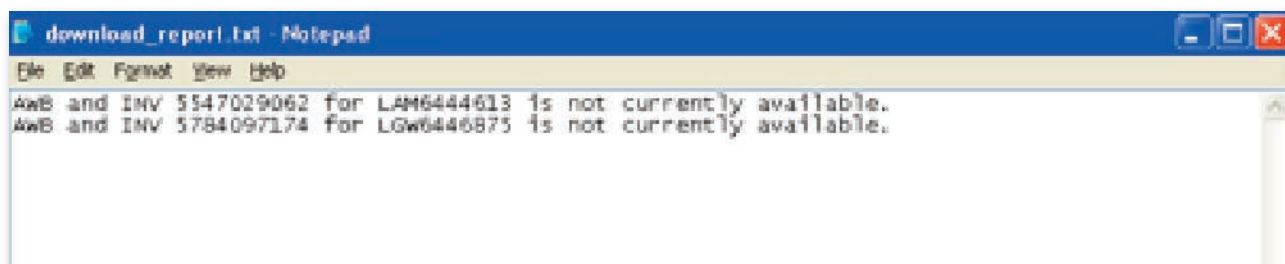 download_report.txt - Notepad
File Edit Format View Help
AWB and INV 5547029062 for LAM6444613 is not currently available.
AWB and INV 5784097174 for LGW6446875 is not currently available.